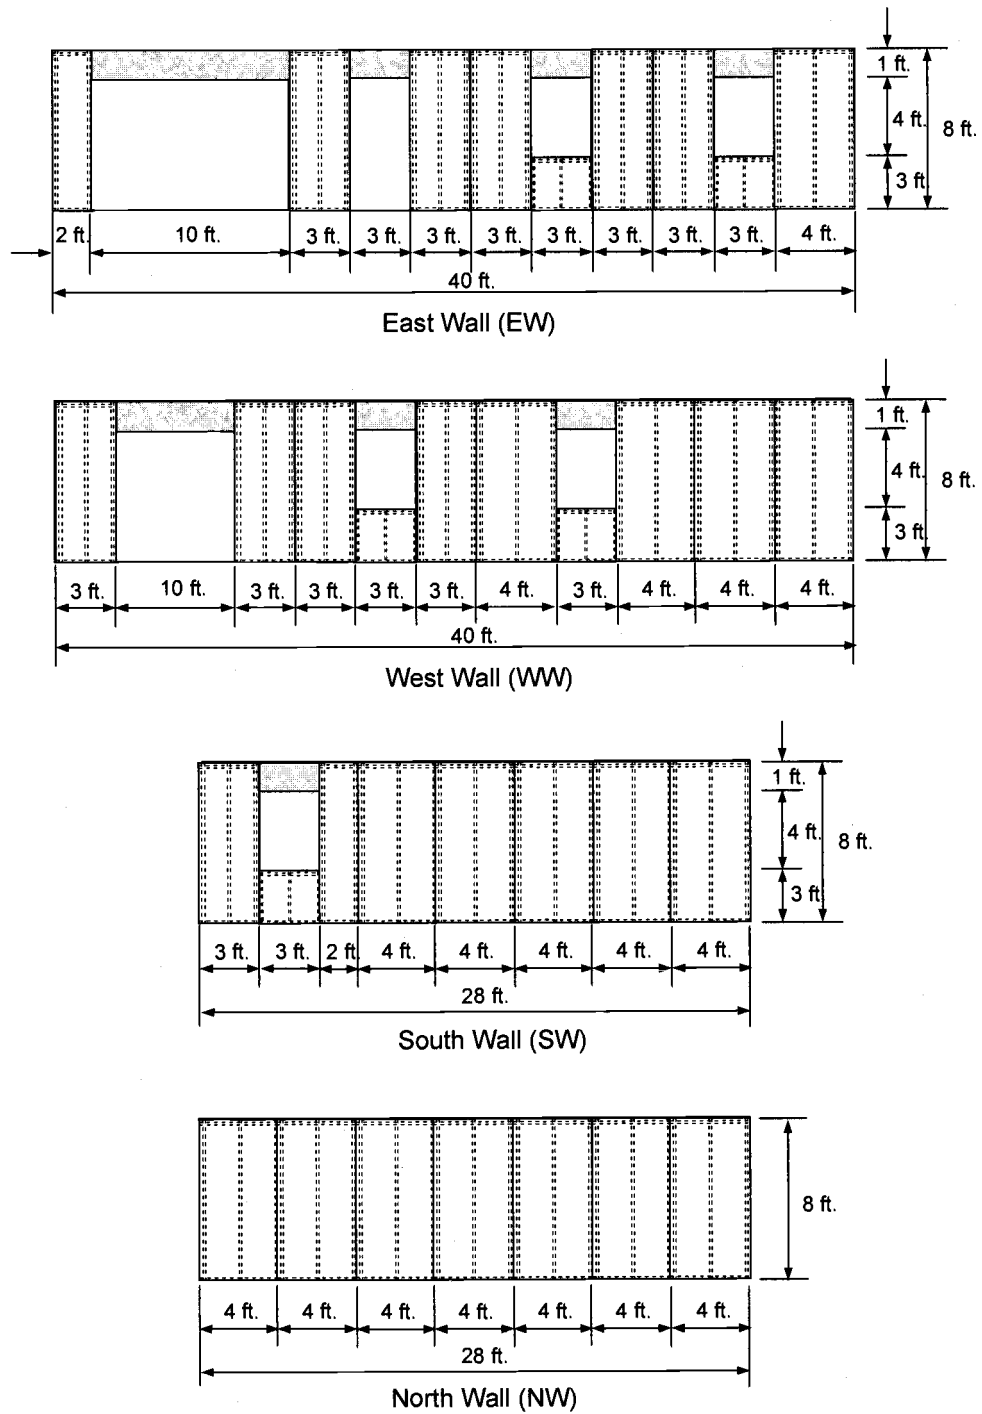 1 ft.
4 ft.
8 ft.
3 ft.
2 ft. 10 ft. 3 ft. 3 ft. 3 ft. 3 ft. 3 ft. 3 ft. 3 ft. 3 ft. 4 ft.
40 ft.
East Wall (EW)
1 ft.
4 ft.
8 ft.
3 ft.
3 ft. 10 ft. 3 ft. 3 ft. 3 ft. 3 ft. 4 ft. 3 ft. 4 ft. 4 ft. 4 ft.
40 ft.
West Wall (WW)
1 ft.
4 ft.
8 ft.
3 ft
3 ft. 3 ft. 2 ft. 4 ft. 4 ft. 4 ft. 4 ft. 4 ft.
28 ft.
South Wall (SW)
8 ft.
4 ft. 4 ft. 4 ft. 4 ft. 4 ft. 4 ft. 4 ft.
28 ft.
North Wall (NW)